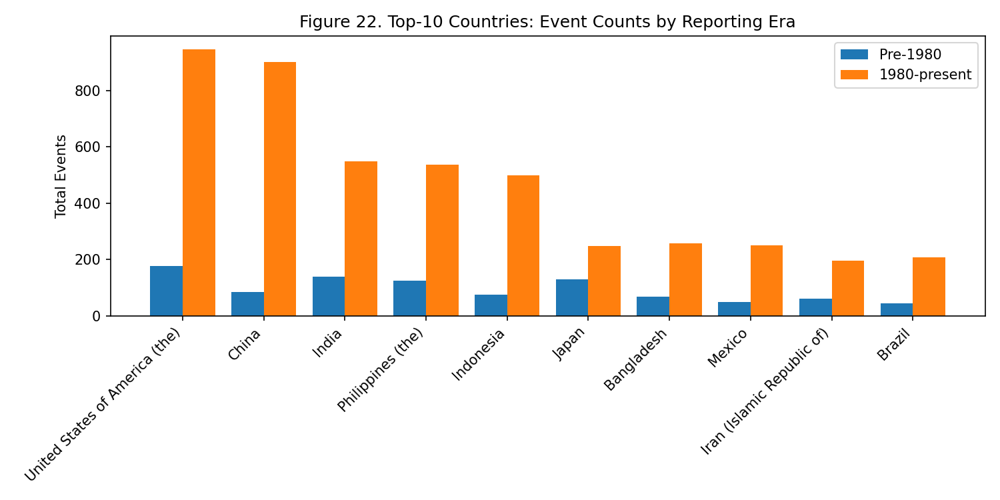 Figure 22. Top-10 Countries: Event Counts by Reporting Era
Pre-1980
1980-present
Total Events
800
600
400
200
0
United States of America (the)
China
India
Philippines (the)
Indonesia
Japan
Bangladesh
Mexico
Iran (Islamic Republic of)
Brazil